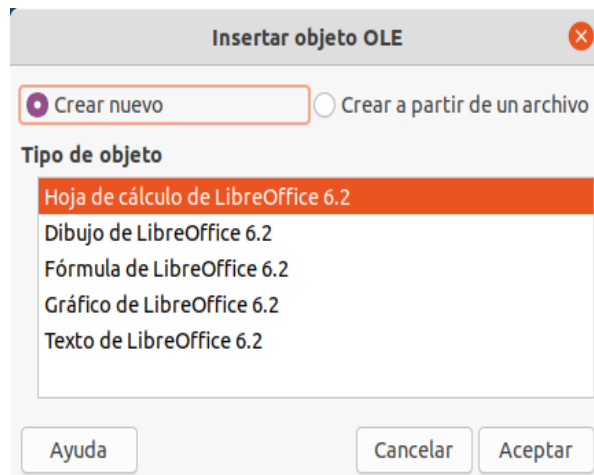 Insertar objeto OLE
Crear nuevo Crear a partir de un archivo
Tipo de objeto
Hoja de cálculo de LibreOffice 6.2
Dibujo de LibreOffice 6.2
Fórmula de LibreOffice 6.2
Gráfico de LibreOffice 6.2
Texto de LibreOffice 6.2
Ayuda Cancelar Aceptar